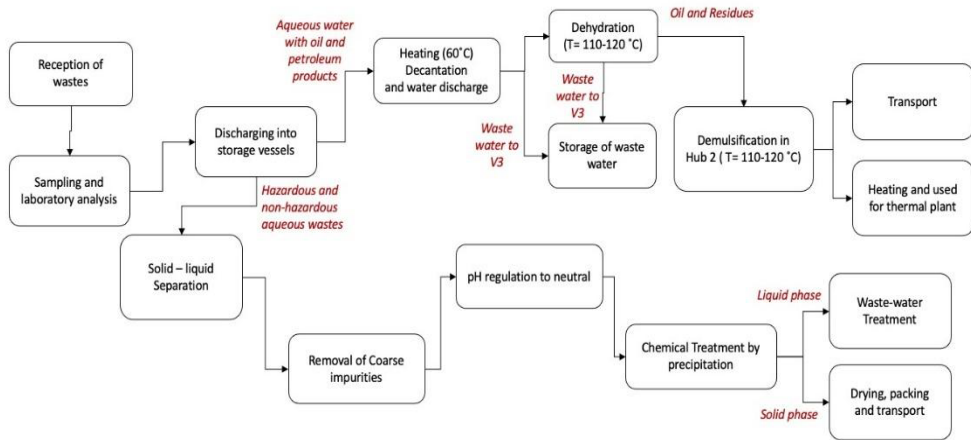 Reception of
wastes
Sampling and
laboratory analysis
Discharging into
storage vessels
Aqueous water
with oil and
petroleum
products
Heating (60˚C)
Decantation
and water discharge
Dehydration
(T= 110-120 ˚C)
Oil and Residues
Waste
water to
V3
Waste
water to
V3
Storage of waste
water
Demulsification in
Hub 2 ( T= 110-120 ˚C)
Transport
Heating and used
for thermal plant
Hazardous and
non-hazardous
aqueous wastes
Solid – liquid
Separation
Removal of Coarse
impurities
pH regulation to neutral
Chemical Treatment by
precipitation
Liquid phase
Waste-water
Treatment
Solid phase
Drying, packing
and transport